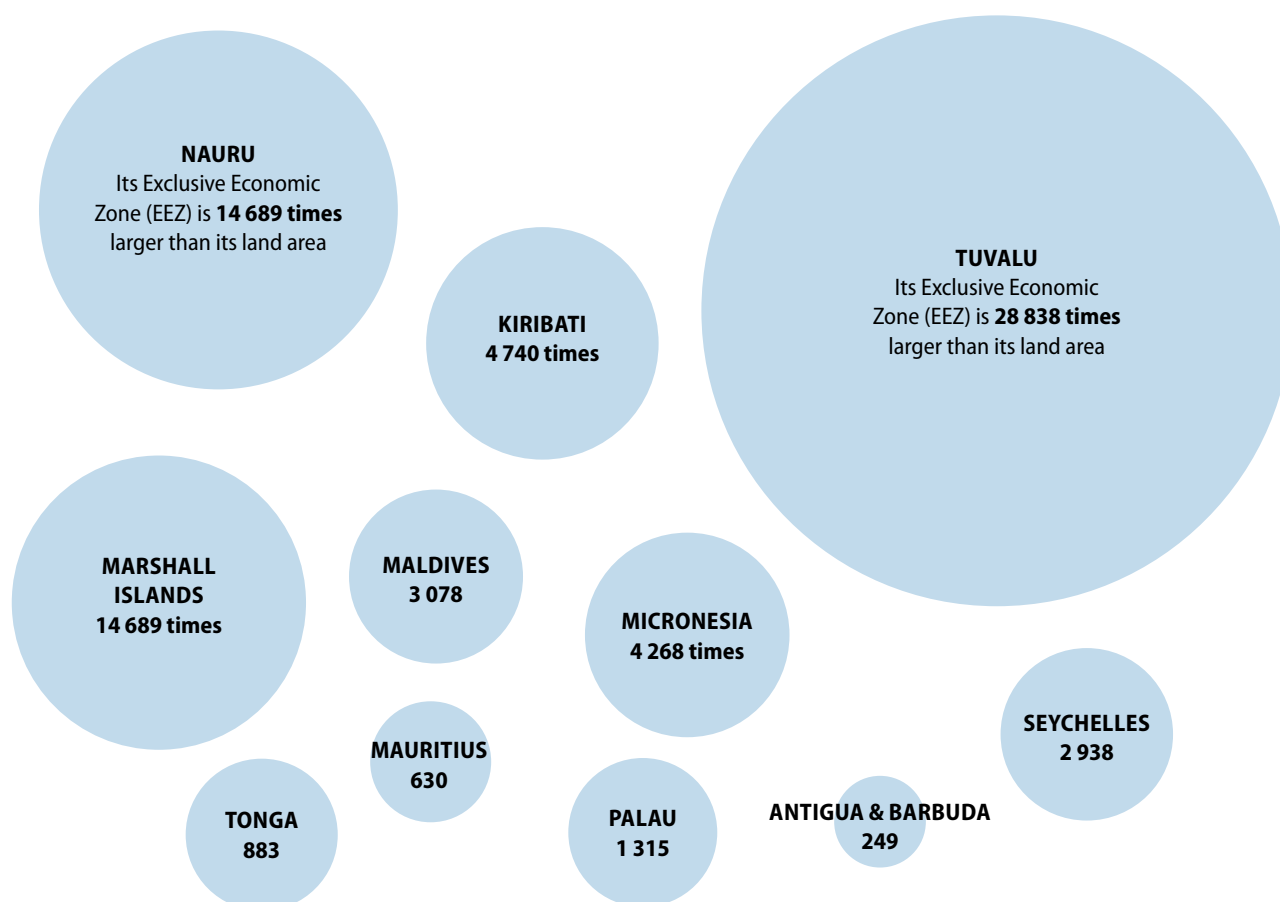 NAURU
Its Exclusive Economic
Zone (EEZ) is 14 689 times
larger than its land area
TUVALU
Its Exclusive Economic
Zone (EEZ) is 28 838 times
larger than its land area
KIRIBATI
4 740 times
MARSHALL
ISLANDS
14 689 times
MALDIVES
3 078
MICRONESIA
4 268 times
SEYCHELLES
2 938
MAURITIUS
630
TONGA
883
PALAU
1 315
ANTIGUA & BARBUDA
249